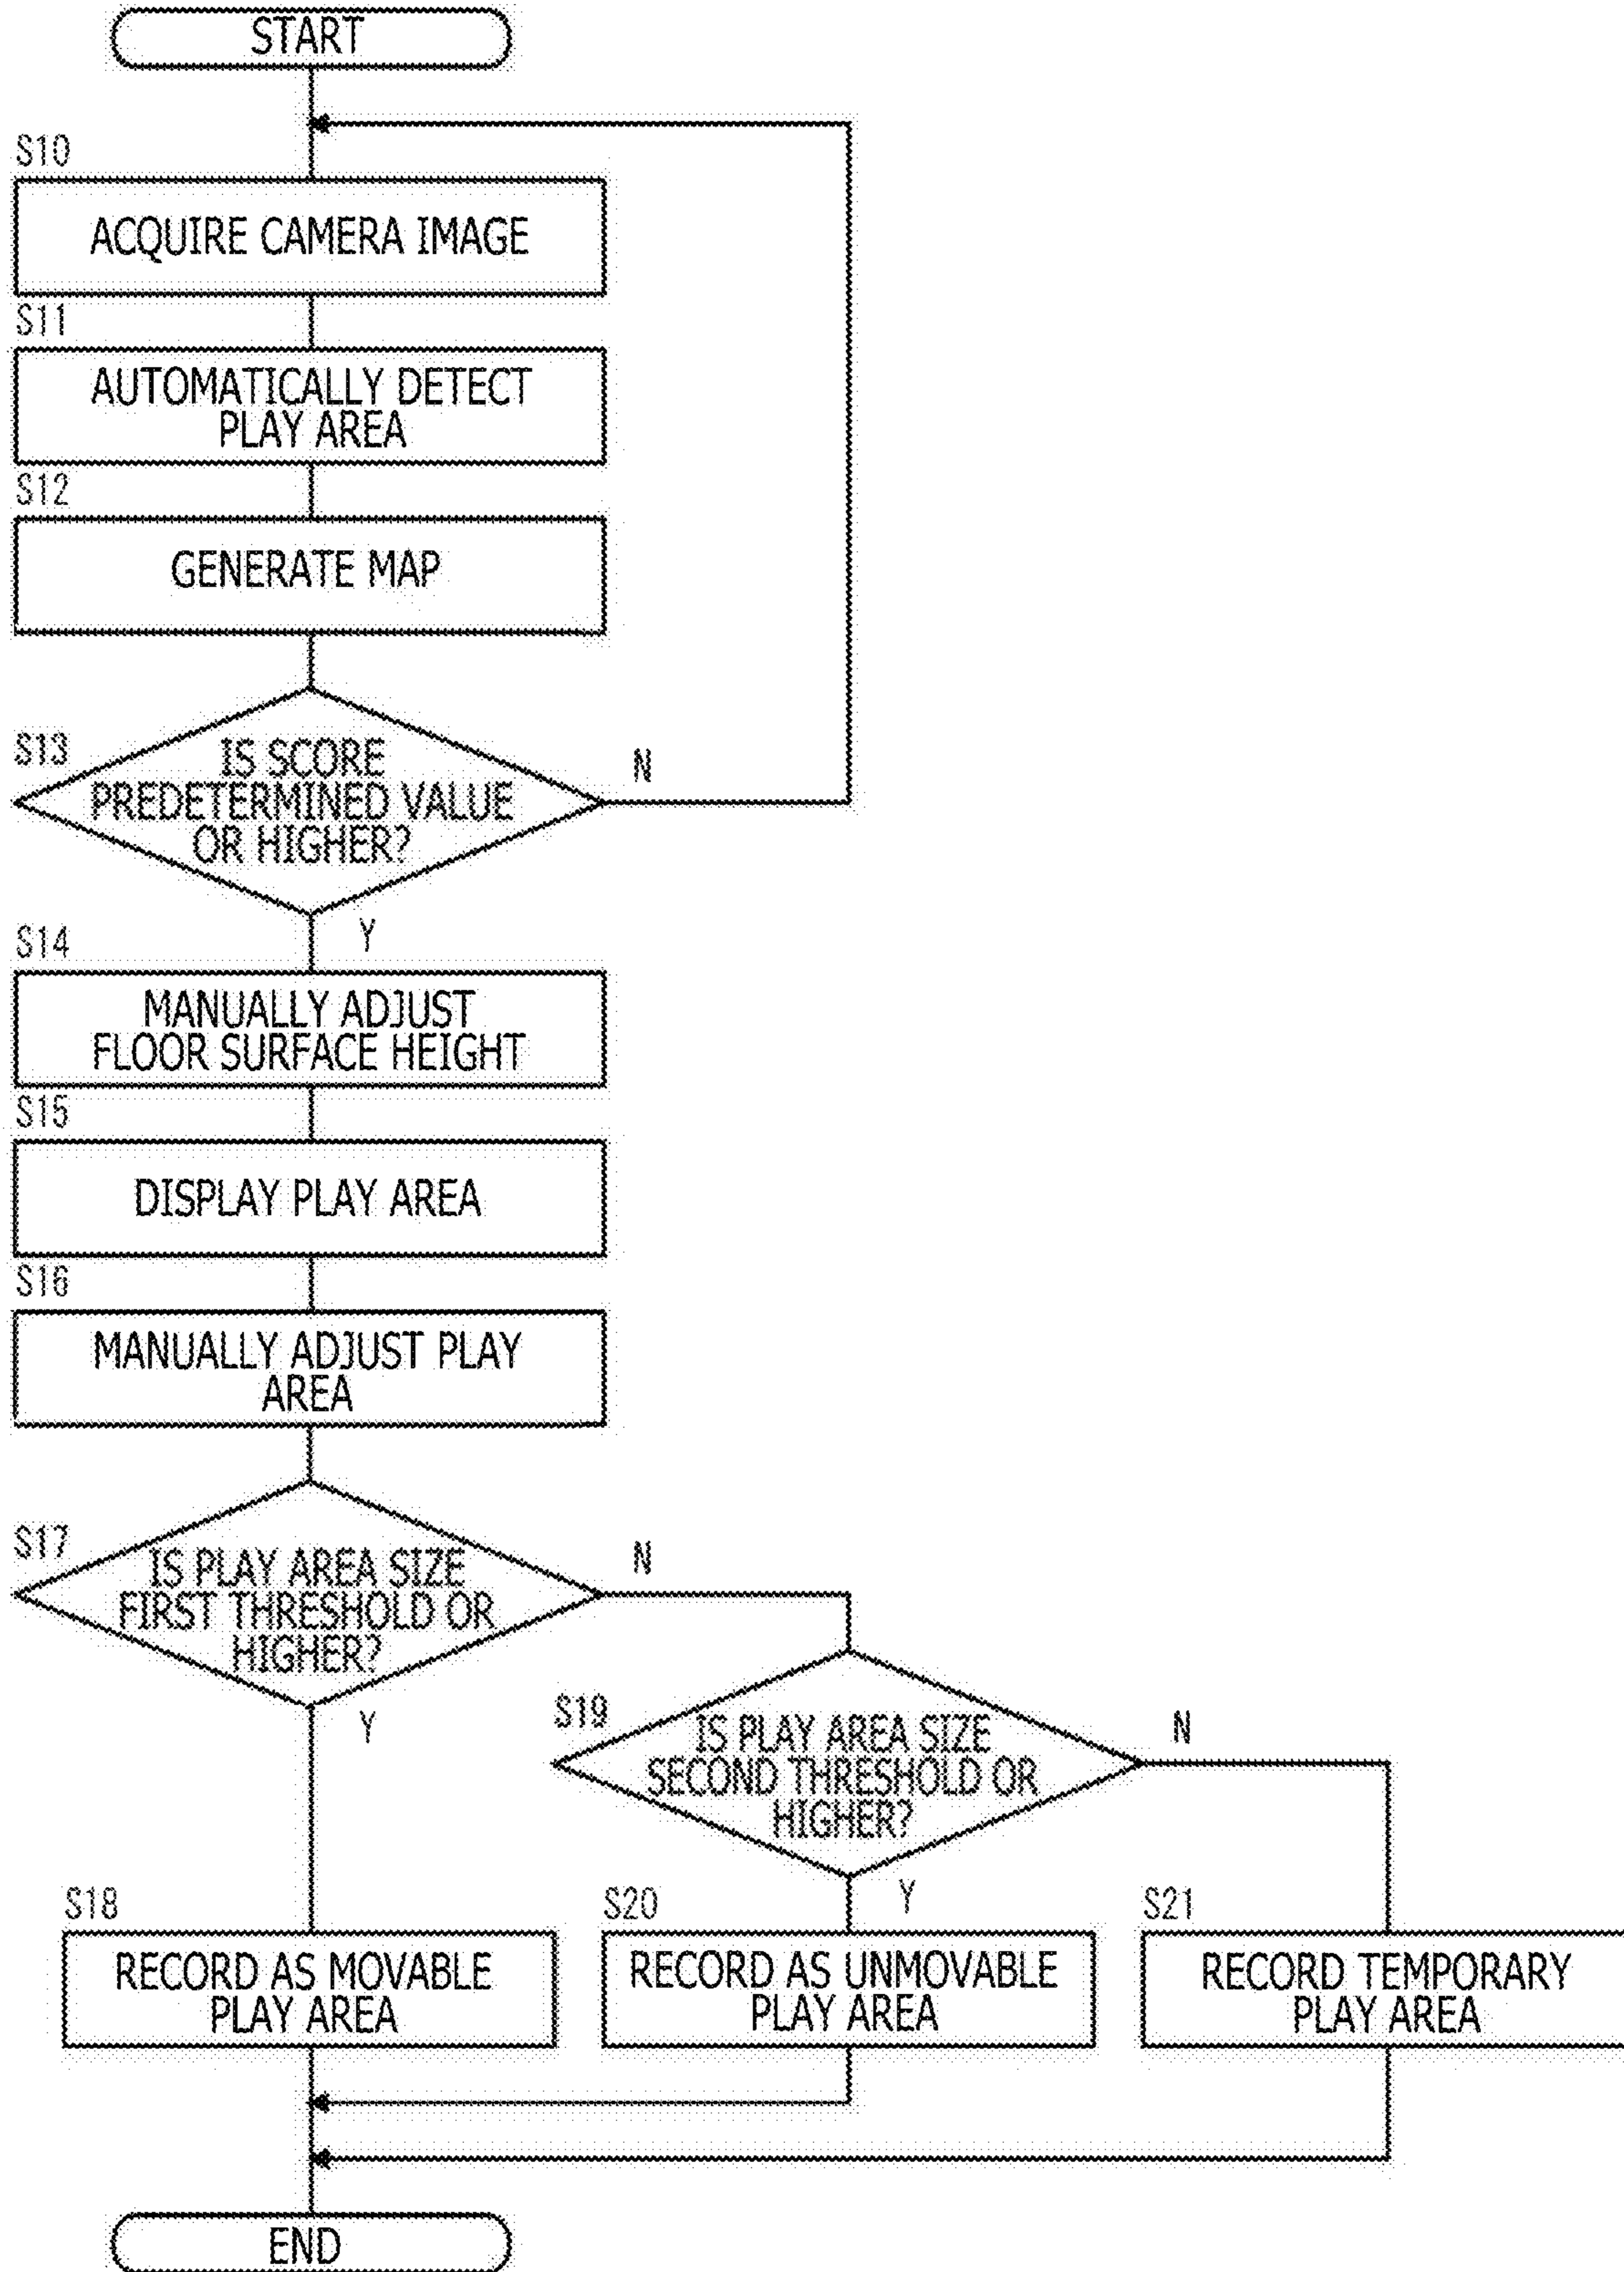 START
S10
ACQUIRE CAMERA IMAGE
S11
AUTOMATICALLY DETECT
PLAY AREA
S12
GENERATE MAP
S13
IS SCORE
PREDETERMINED VALUE
OR HIGHER?
N
Y
S14
MANUALLY ADJUST
FLOOR SURFACE HEIGHT
S15
DISPLAY PLAY AREA
S16
MANUALLY ADJUST PLAY
AREA
S17
IS PLAY AREA SIZE
FIRST THRESHOLD OR
HIGHER?
N
Y
S19
IS PLAY AREA SIZE
SECOND THRESHOLD OR
HIGHER?
N
Y
S18
RECORD AS MOVABLE
PLAY AREA
S20
RECORD AS UNMOVABLE
PLAY AREA
S21
RECORD TEMPORARY
PLAY AREA
END